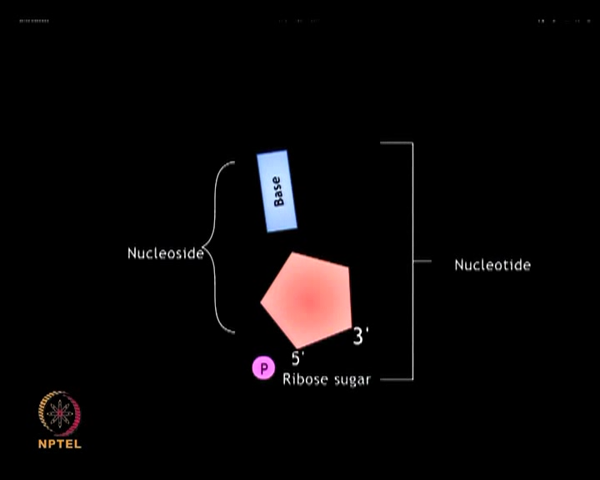 Base
Nucleoside
Nucleotide
3'
5'
P
Ribose sugar
NPTEL